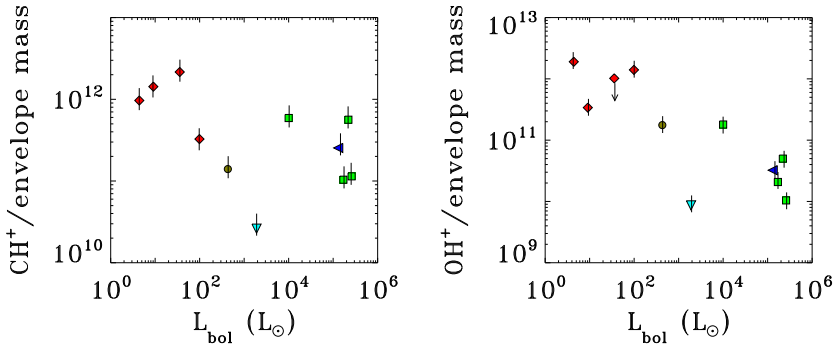 CH⁺/envelope mass
10¹²
10¹⁰
10⁰ 10² 10⁴ 10⁶
L_bol (L_⊙)
OH⁺/envelope mass
10¹³
10¹¹
10⁹
10⁰ 10² 10⁴ 10⁶
L_bol (L_⊙)